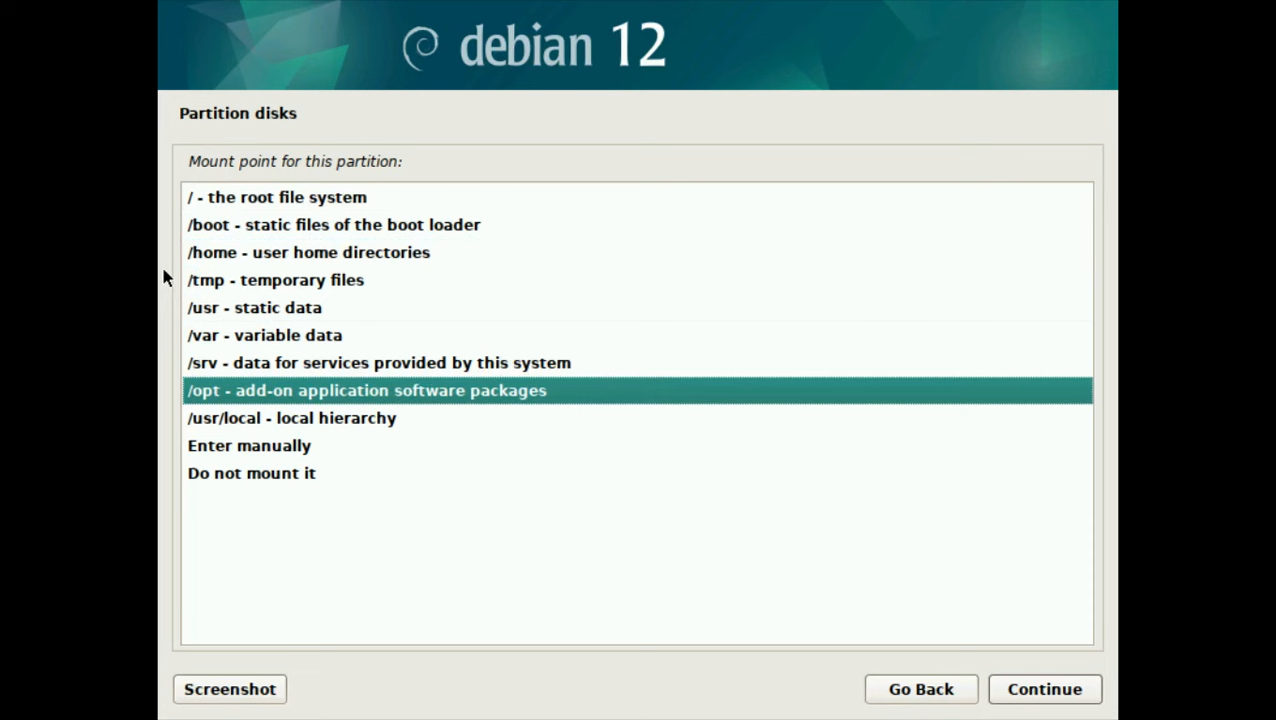 debian 12
Partition disks
Mount point for this partition:
/ - the root file system
/boot - static files of the boot loader
/home - user home directories
/tmp - temporary files
/usr - static data
/var - variable data
/srv - data for services provided by this system
/opt - add-on application software packages
/usr/local - local hierarchy
Enter manually
Do not mount it
Screenshot Go Back Continue